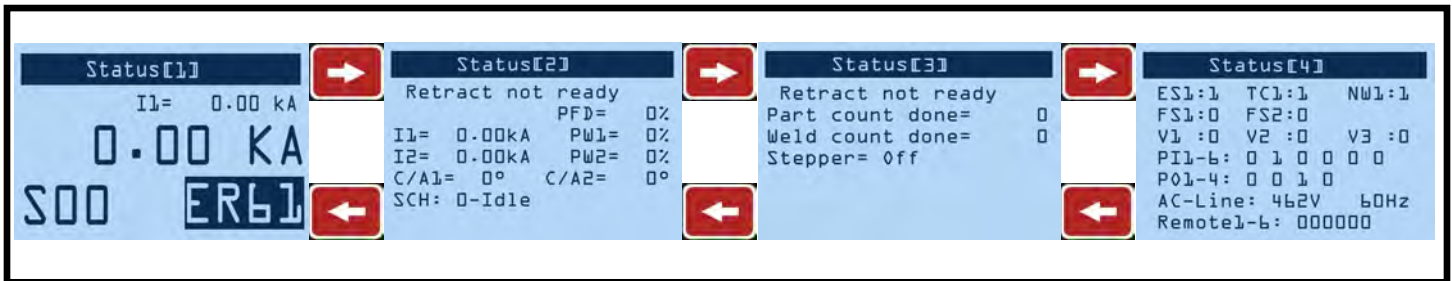 Status[1]
I1= 0.00 kA
0.00 KA
S00 ER61
Status[2]
Retract not ready
PFD= 0%
I1= 0.00kA PW1= 0%
I2= 0.00kA PW2= 0%
C/A1= 0° C/A2= 0°
SCH: 0-Idle
Status[3]
Retract not ready
Part count done= 0
Weld count done= 0
Stepper= Off
Status[4]
ES1:1 TC1:1 NW1:1
FS1:0 FS2:0
V1 :0 V2 :0 V3 :0
PI1-6: 0 1 0 0 0 0
PO1-4: 0 0 1 0
AC-Line: 462V 60Hz
Remote1-6: 000000